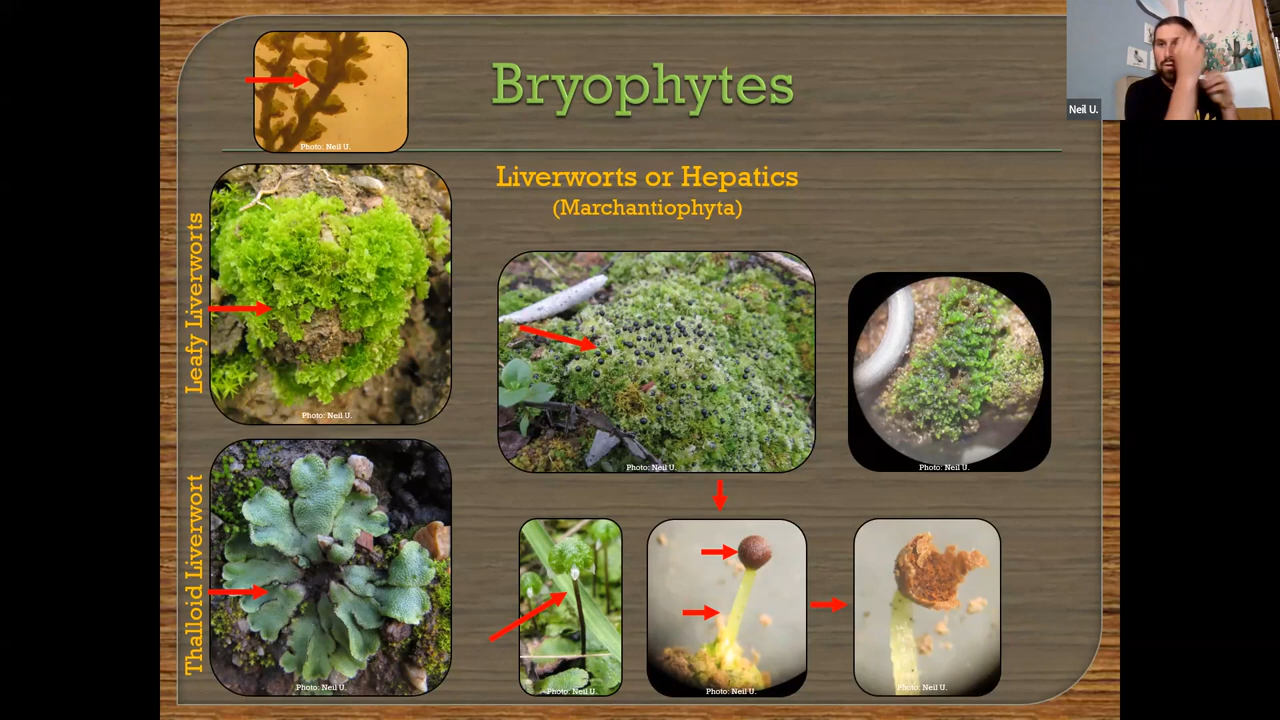 Bryophytes
Neil U.
Photo: Neil U.
Liverworts or Hepatics
(Marchantiophyta)
Leafy Liverworts
Photo: Neil U.
Photo: Neil U.
Photo: Neil U.
Thalloid Liverwort
Photo: Neil U.
Photo: Neil U.
Photo: Neil U.
Photo: Neil U.